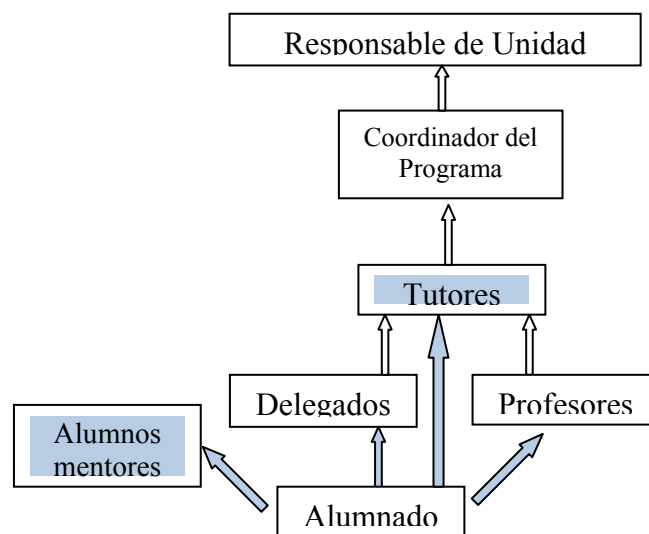 Responsable de Unidad
Coordinador del
Programa
Tutores
Delegados
Profesores
Alumnos
mentores
Alumnado